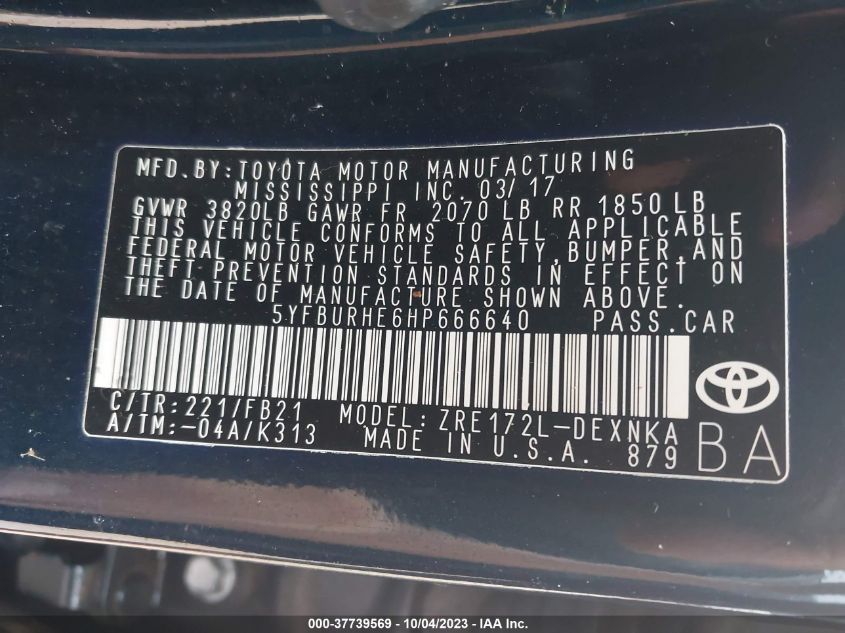 MFD.BY:TOYOTA MOTOR MANUFACTURING
MISSISSIPPI INC. 03/17
GVWR 3820LB GAWR FR 2070 LB RR 1850 LB
THIS VEHICLE CONFORMS TO ALL APPLICABLE
FEDERAL MOTOR VEHICLE SAFETY,BUMPER,AND
THEFT PREVENTION STANDARDS IN EFFECT ON
THE DATE OF MANUFACTURE SHOWN ABOVE.
5YFBURHE6HP666640 PASS.CAR
C/TR:221/FB21 MODEL:ZRE172L-DEXNKA
A/TM:-04A/K313 MADE IN U.S.A. 879
BA
000-37739569 - 10/04/2023 - IAA Inc.